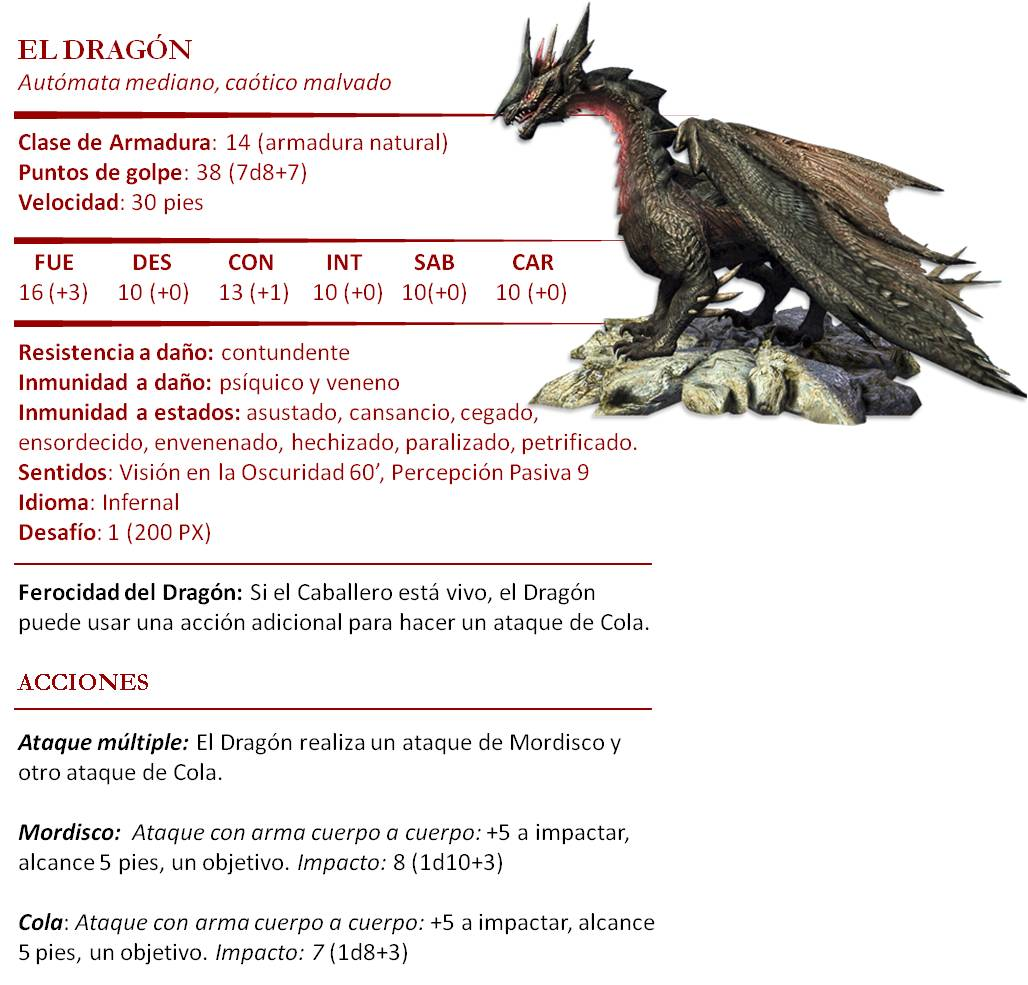 EL DRAGÓN
Autómata mediano, caótico malvado
Clase de Armadura: 14 (armadura natural)
Puntos de golpe: 38 (7d8+7)
Velocidad: 30 pies
FUE DES CON INT SAB CAR
16 (+3) 10 (+0) 13 (+1) 10 (+0) 10(+0) 10 (+0)
Resistencia a daño: contundente
Inmunidad a daño: psíquico y veneno
Inmunidad a estados: asustado, cansancio, cegado,
ensordecido, envenenado, hechizado, paralizado, petrificado.
Sentidos: Visión en la Oscuridad 60’, Percepción Pasiva 9
Idioma: Infernal
Desafío: 1 (200 PX)
Ferocidad del Dragón: Si el Caballero está vivo, el Dragón
puede usar una acción adicional para hacer un ataque de Cola.
ACCIONES
Ataque múltiple: El Dragón realiza un ataque de Mordisco y
otro ataque de Cola.
Mordisco: Ataque con arma cuerpo a cuerpo: +5 a impactar,
alcance 5 pies, un objetivo. Impacto: 8 (1d10+3)
Cola: Ataque con arma cuerpo a cuerpo: +5 a impactar, alcance
5 pies, un objetivo. Impacto: 7 (1d8+3)